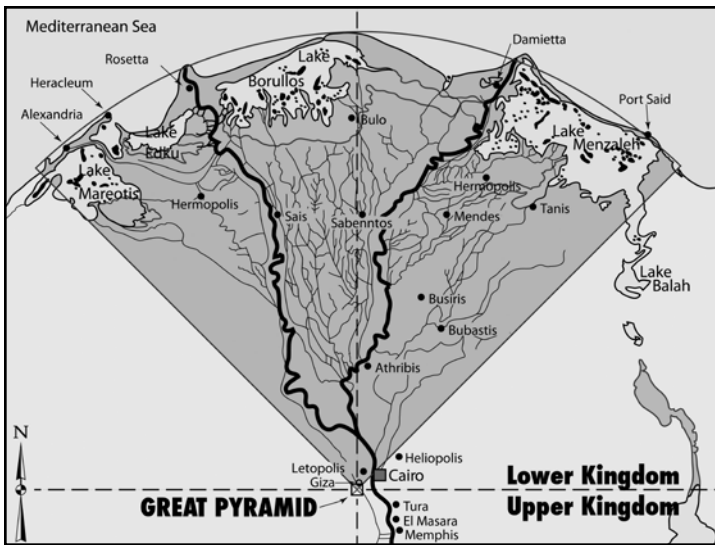 Mediterranean Sea
Damietta
Rosetta
Lake
Heracleum
Borullos
Port Said
Alexandria
Bulo
Lake
Edku
Lake
Menzaleh
Lake
Mareotis
Hermopolis
Hermopolis
Sais
Sabenntos
Mendes
Tanis
Lake
Balah
Busiris
Bubastis
Athribis
N
Heliopolis
Letopolis
Giza
Cairo
Lower Kingdom
GREAT PYRAMID
Upper Kingdom
Tura
El Masara
Memphis